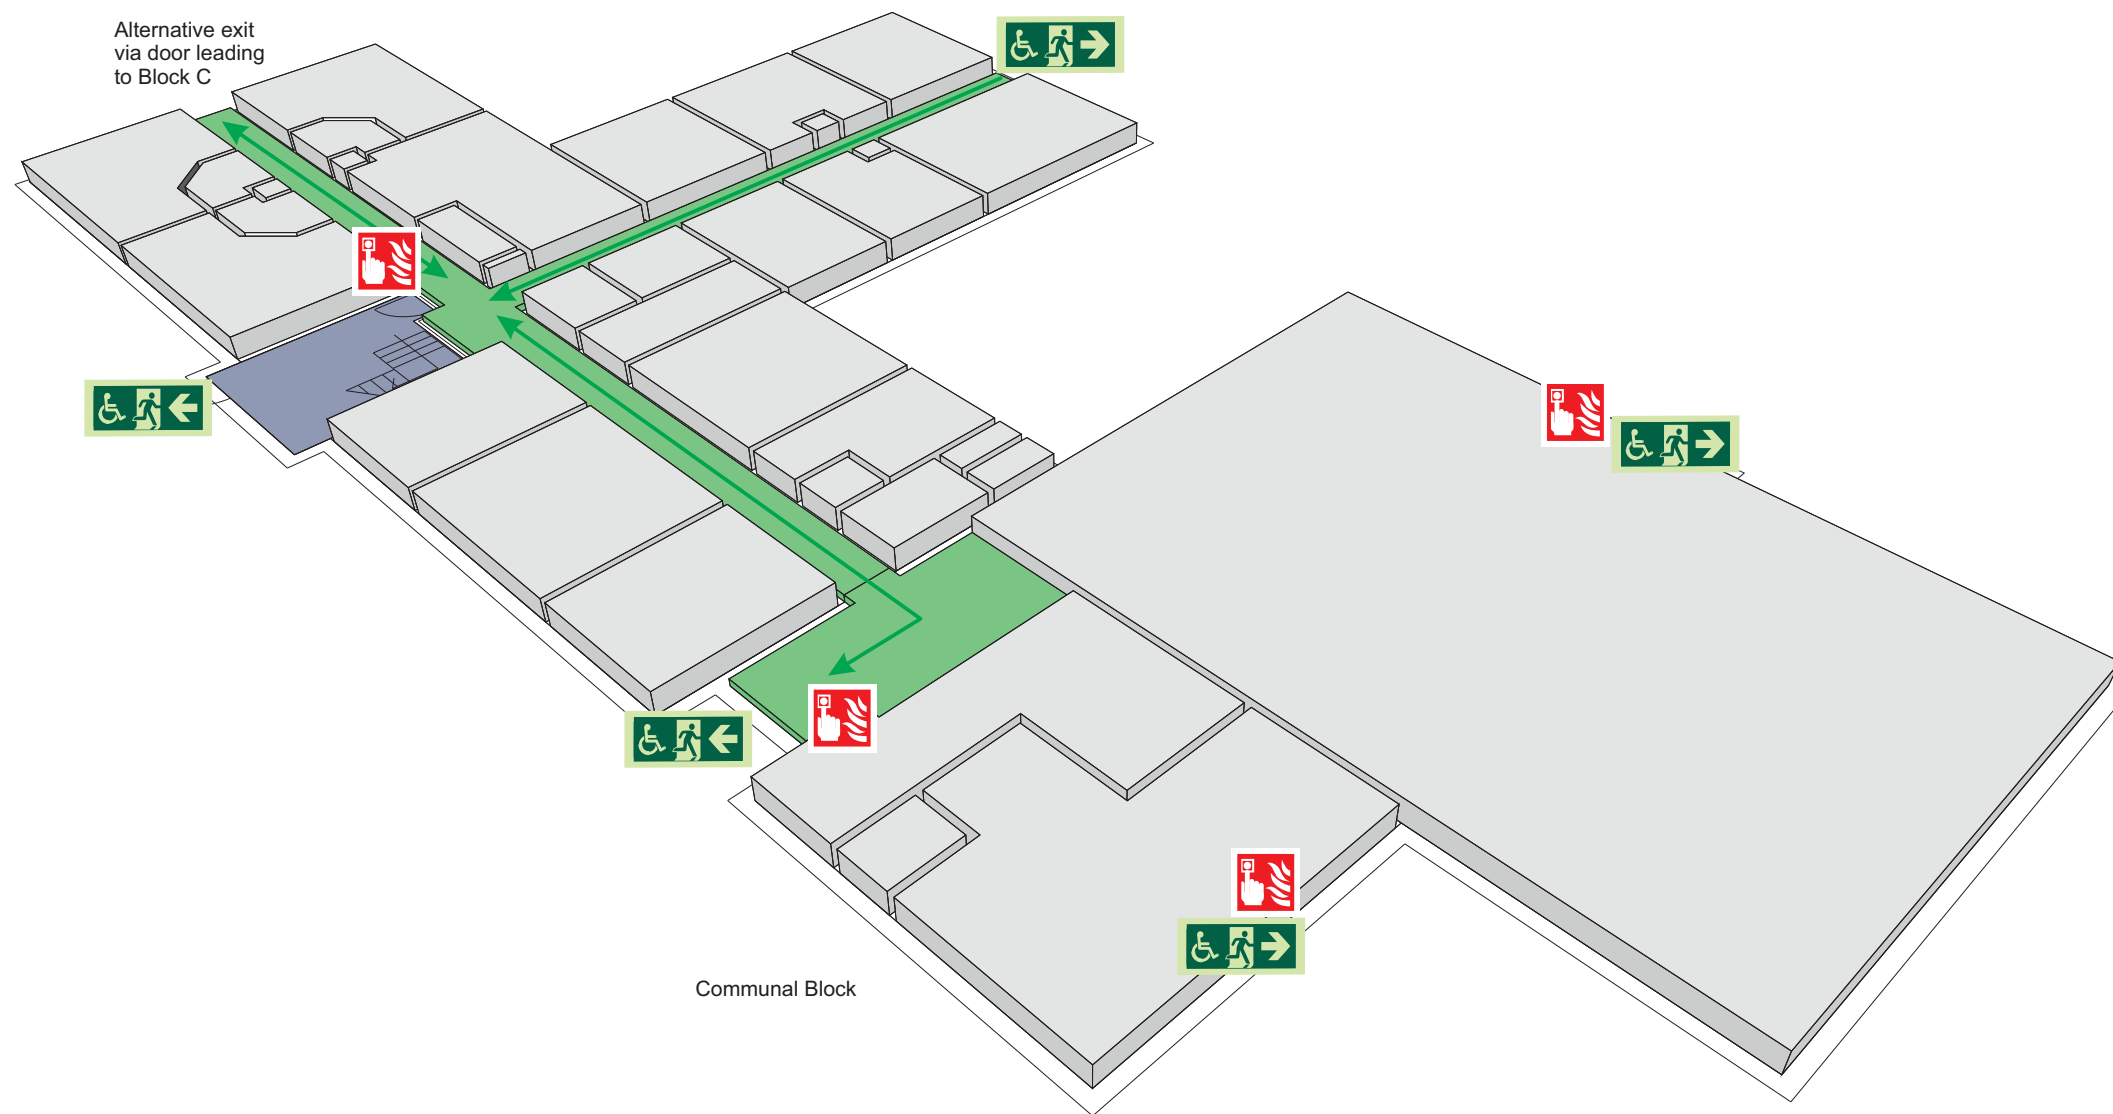 Alternative exit
via door leading
to Block C
Communal Block